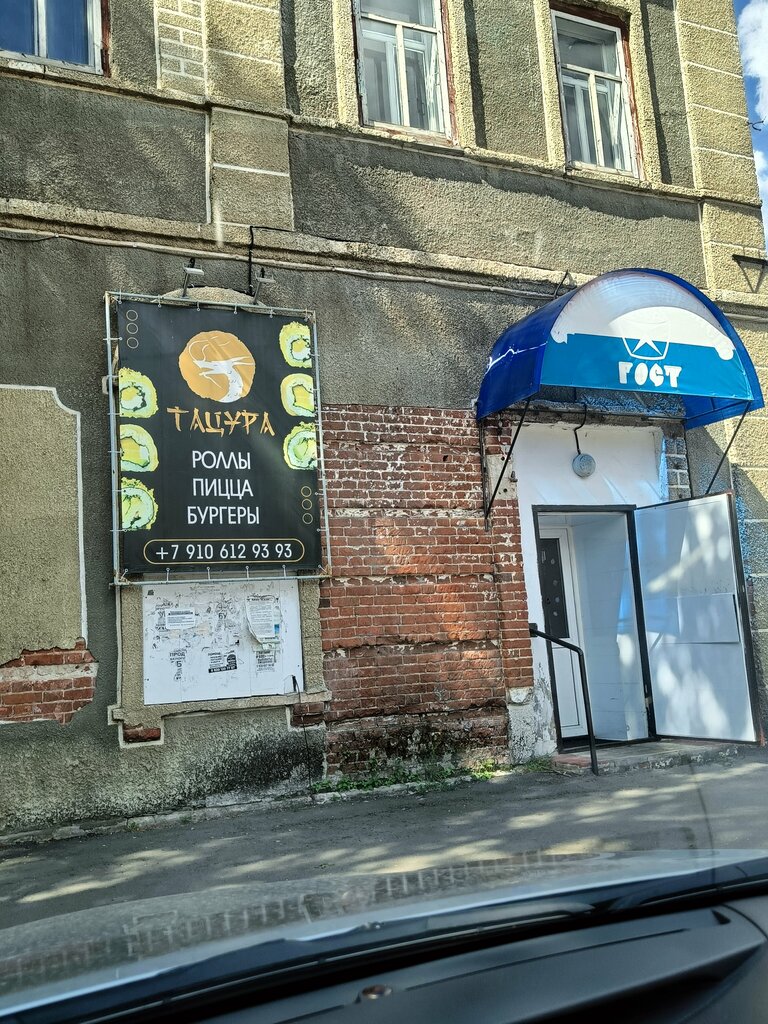 ТАЦУРА
РОЛЛЫ
ПИЦЦА
БУРГЕРЫ
+7 910 612 93 93
ГОСТ